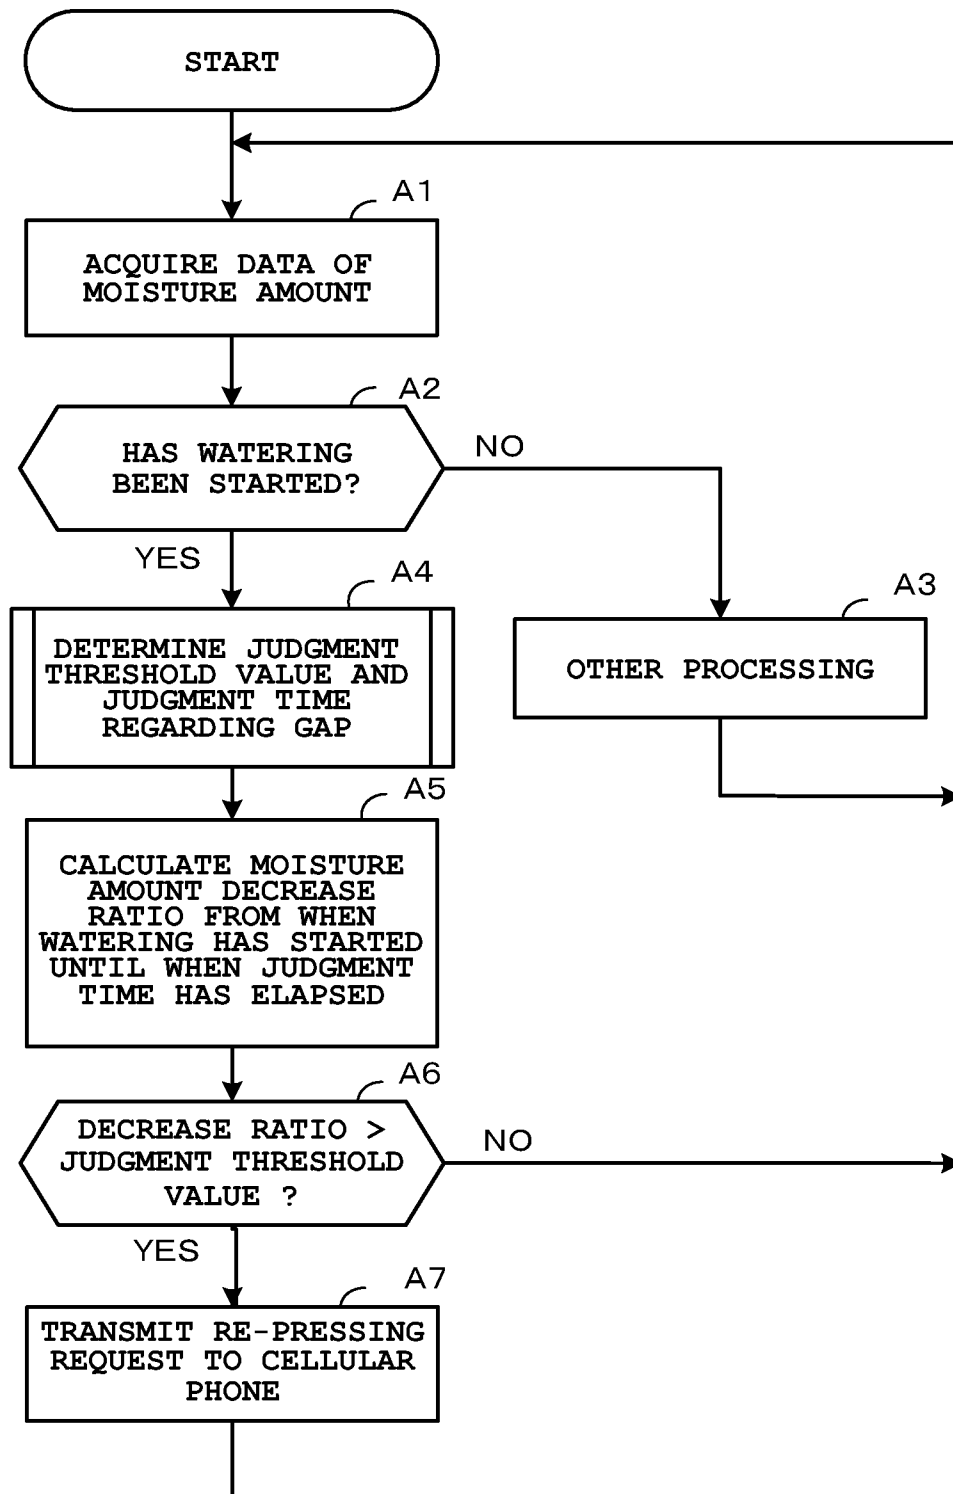 START
A1
ACQUIRE DATA OF
MOISTURE AMOUNT
A2
HAS WATERING
BEEN STARTED?
NO
YES
A4
DETERMINE JUDGMENT
THRESHOLD VALUE AND
JUDGMENT TIME
REGARDING GAP
A3
OTHER PROCESSING
A5
CALCULATE MOISTURE
AMOUNT DECREASE
RATIO FROM WHEN
WATERING HAS STARTED
UNTIL WHEN JUDGMENT
TIME HAS ELAPSED
A6
DECREASE RATIO >
JUDGMENT THRESHOLD
VALUE ?
NO
YES
A7
TRANSMIT RE-PRESSING
REQUEST TO CELLULAR
PHONE